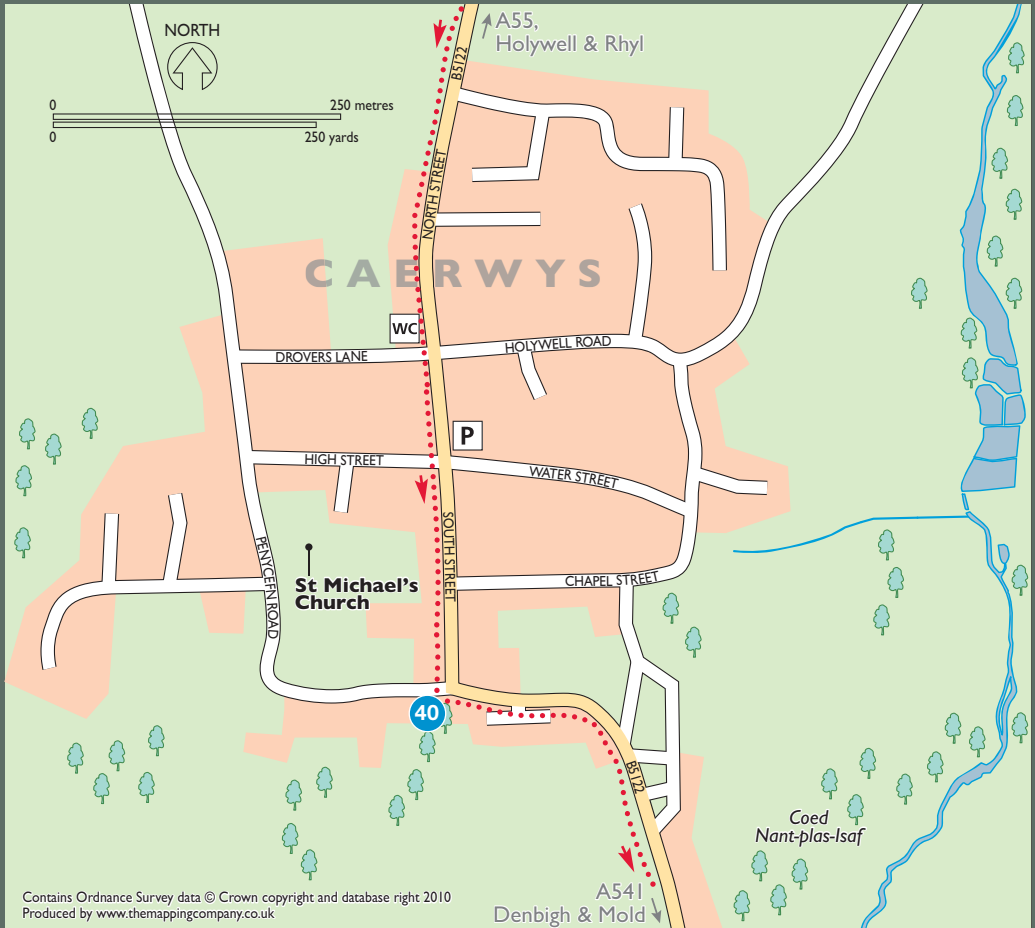 A55,
Holywell & Rhyl
NORTH
B5122
0
250 metres
0
250 yards
NORTH STREET
CAERWYS
WC
DROVERS LANE
HOLYWELL ROAD
P
HIGH STREET
WATER STREET
SOUTH STREET
PENYCEFN ROAD
St Michael's
Church
CHAPEL STREET
40
B5122
Coed
Nant-plas-Isaf
A541
Denbigh & Mold
Contains Ordnance Survey data © Crown copyright and database right 2010
Produced by www.themappingcompany.co.uk